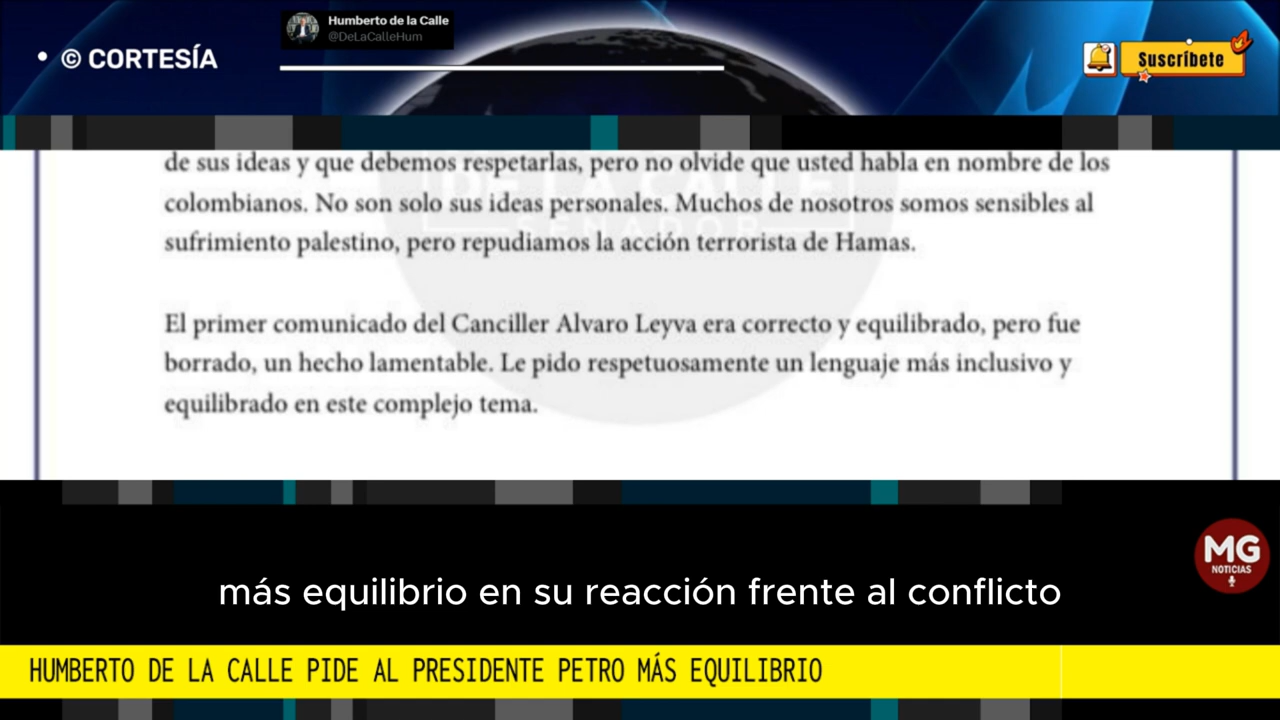 Humberto de la Calle
@DeLaCalleHum
• © CORTESÍA
Suscríbete
de sus ideas y que debemos respetarlas, pero no olvide que usted habla en nombre de los
colombianos. No son solo sus ideas personales. Muchos de nosotros somos sensibles al
sufrimiento palestino, pero repudiamos la acción terrorista de Hamas.
DE LA CALLE
SENADOR
El primer comunicado del Canciller Alvaro Leyva era correcto y equilibrado, pero fue
borrado, un hecho lamentable. Le pido respetuosamente un lenguaje más inclusivo y
equilibrado en este complejo tema.
MG
NOTICIAS
más equilibrio en su reacción frente al conflicto
HUMBERTO DE LA CALLE PIDE AL PRESIDENTE PETRO MÁS EQUILIBRIO